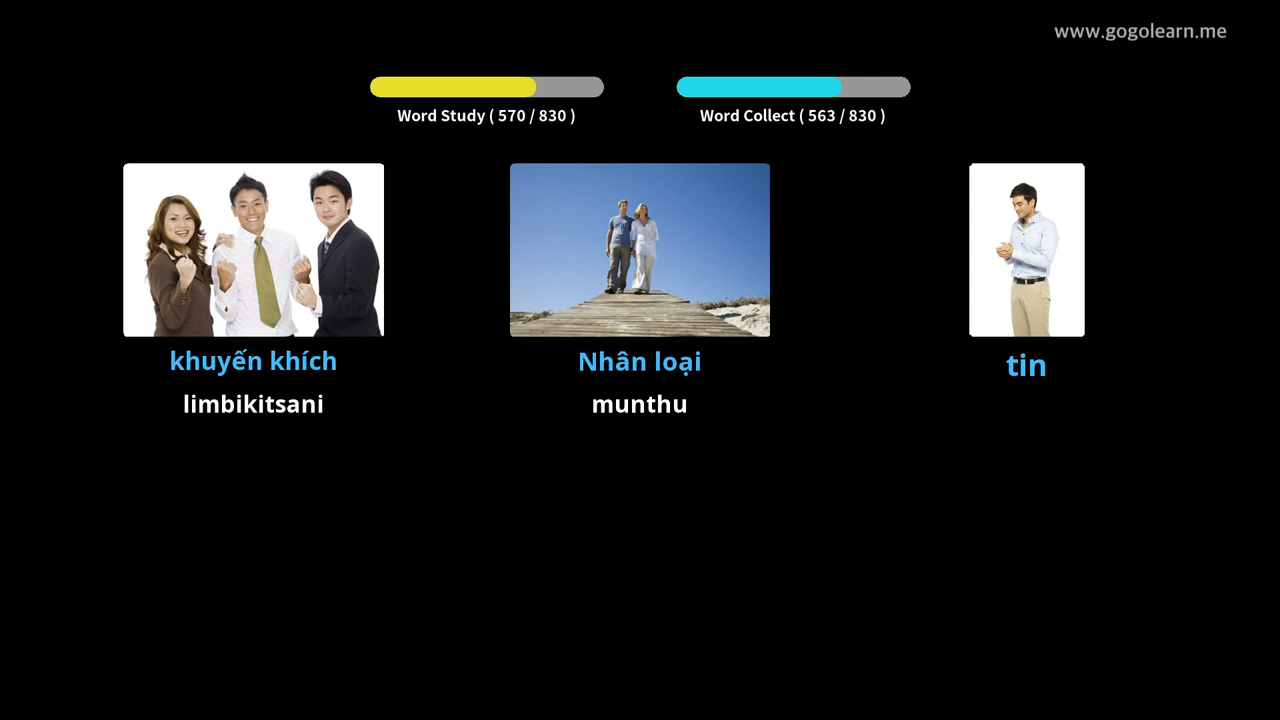 www.gogolearn.me
Word Study ( 570 / 830 )
Word Collect ( 563 / 830 )
khuyến khích
limbikitsani
Nhân loại
munthu
tin